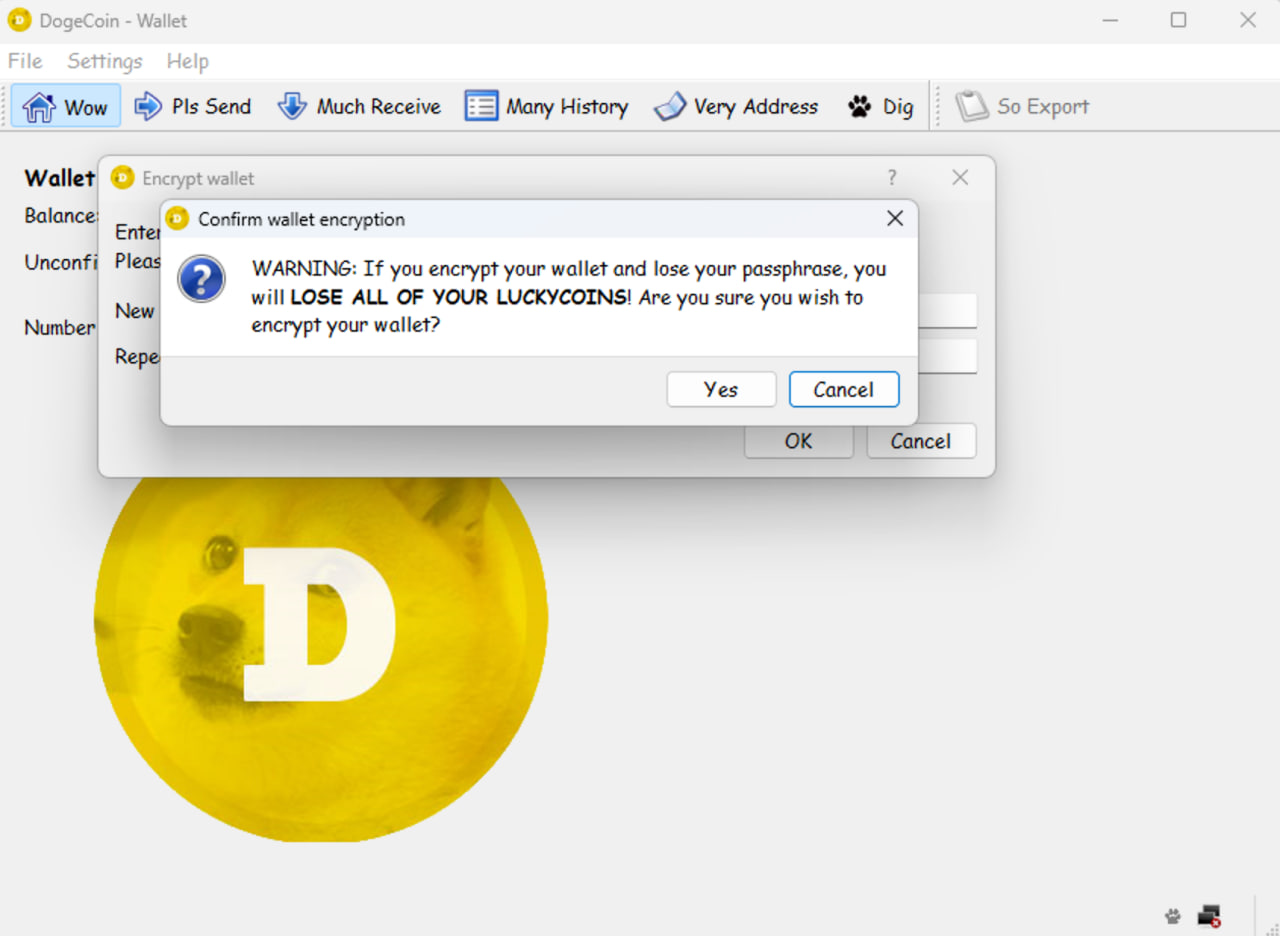 DogeCoin - Wallet
File Settings Help
Wow Pls Send Much Receive Many History Very Address Dig So Export
Wallet
Encrypt wallet
?
Balance:
Confirm wallet encryption
Enter
Unconfi
Pleas
WARNING: If you encrypt your wallet and lose your passphrase, you
will LOSE ALL OF YOUR LUCKYCOINS! Are you sure you wish to
encrypt your wallet?
New
Number
Repe
Yes Cancel
OK Cancel
D